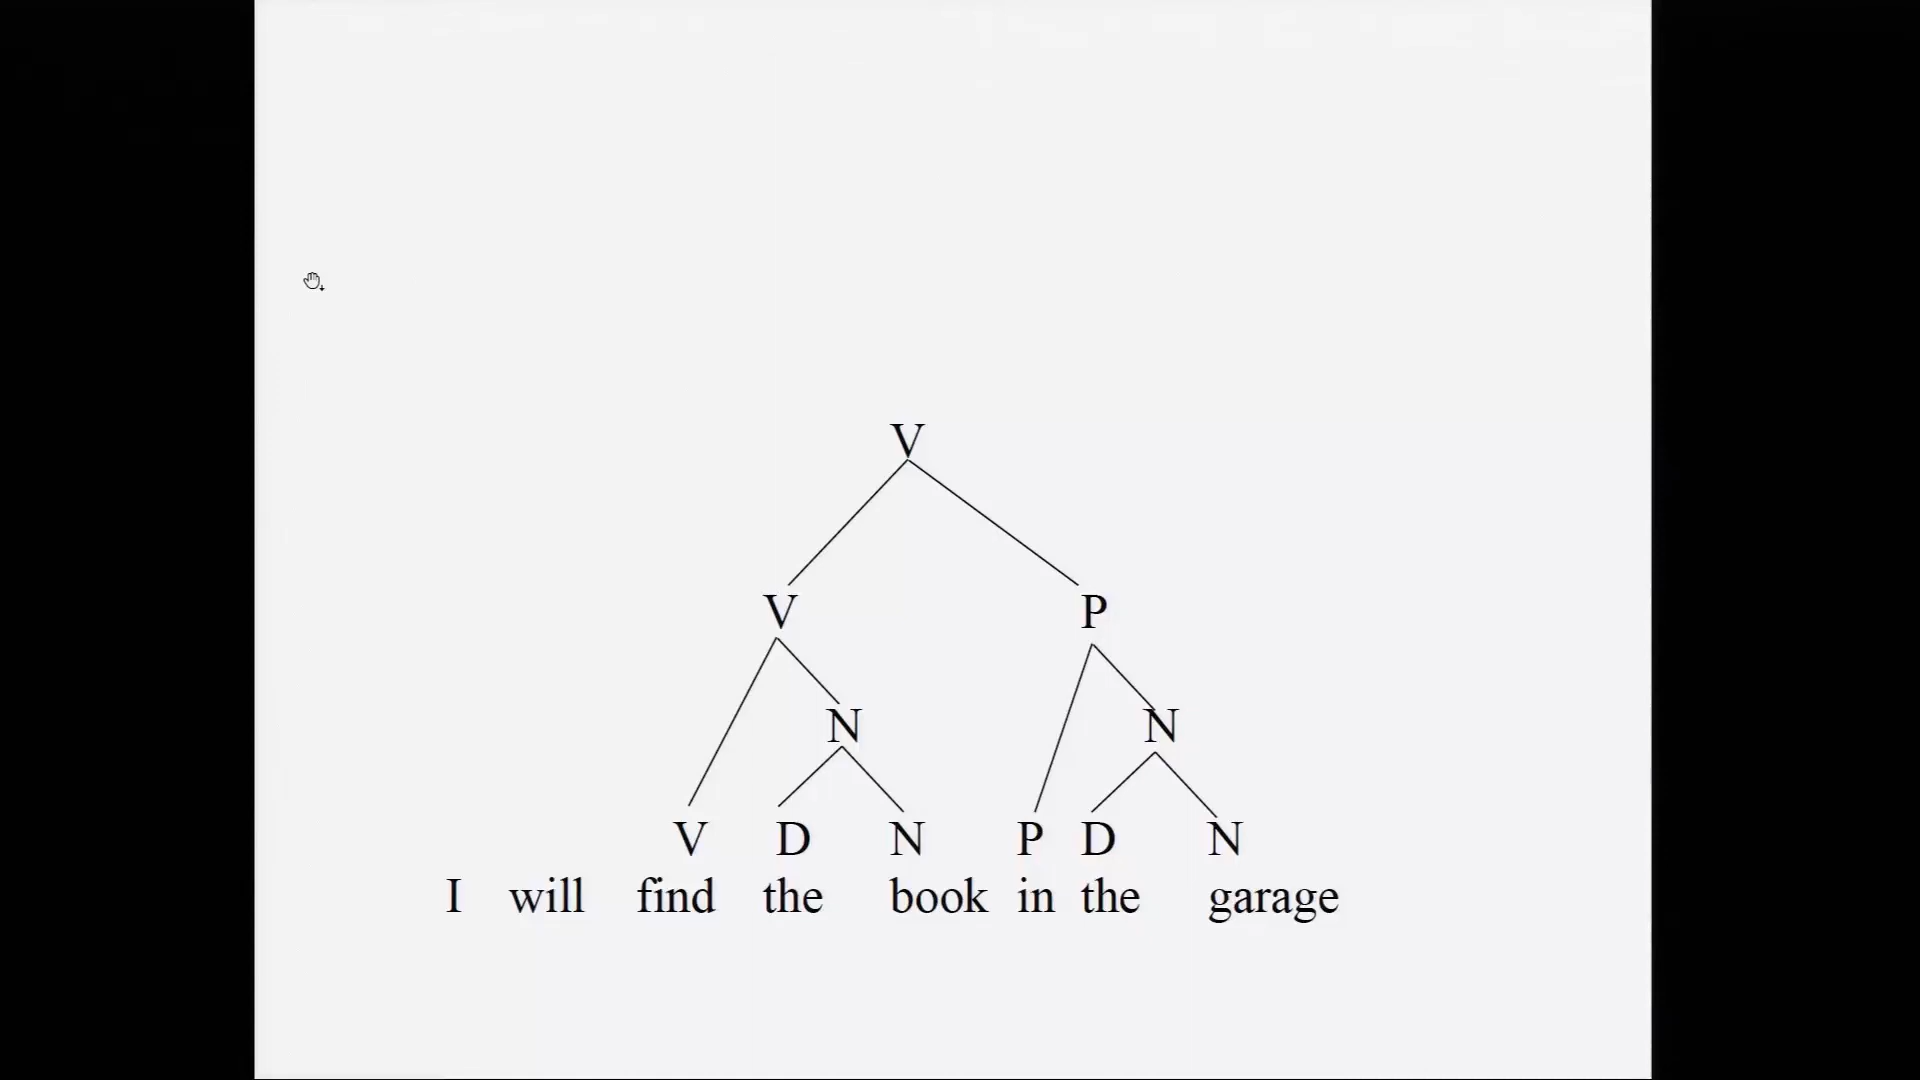 V
V P
N N
V D N P D N
I will find the book in the garage